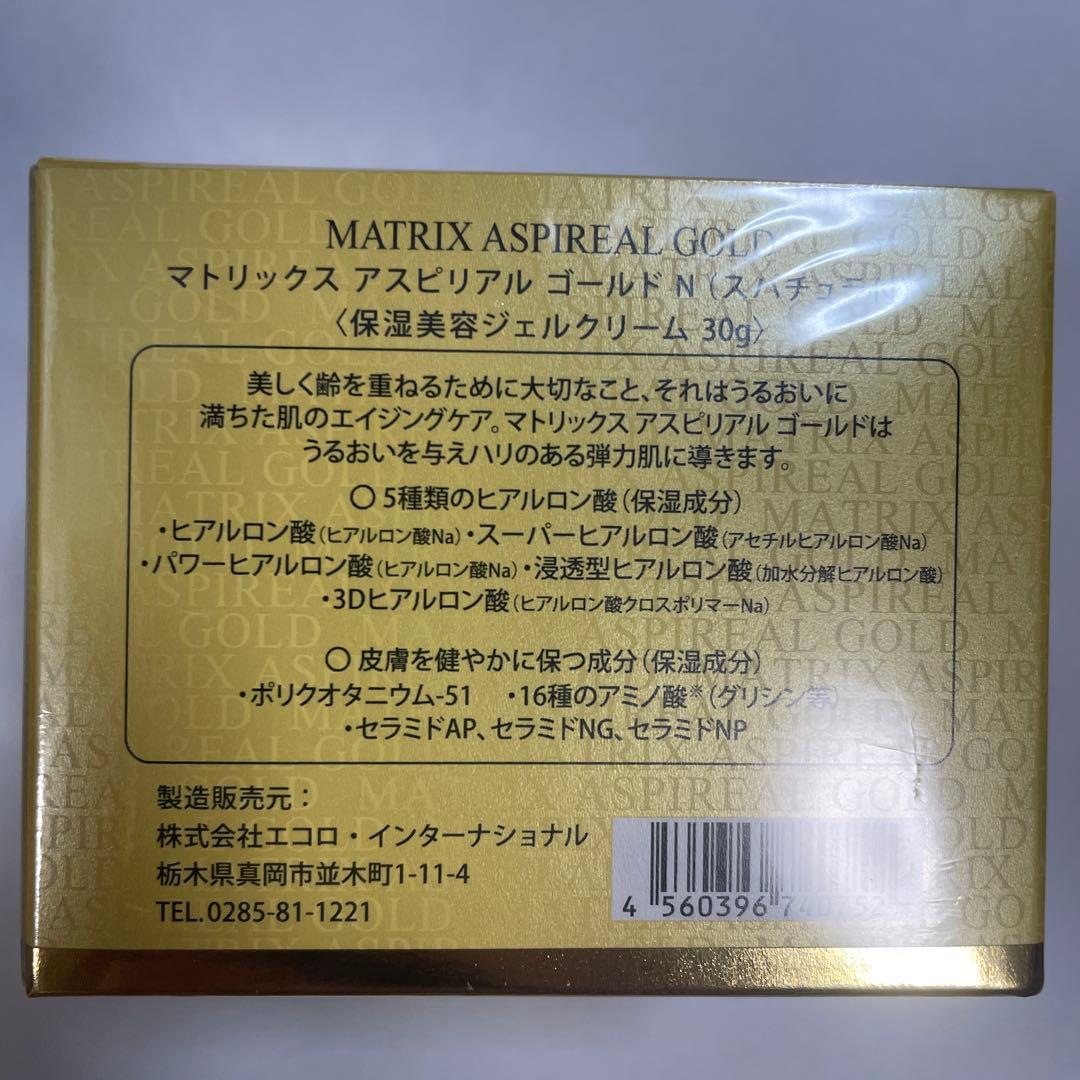 MATRIX ASPIREAL GOLD
マトリックス アスピリアル ゴールド N（スパチュラ付
〈保湿美容ジェルクリーム 30g〉
美しく齢を重ねるために大切なこと、それはうるおいに
満ちた肌のエイジングケア。マトリックス アスピリアル ゴールドは
うるおいを与えハリのある弾力肌に導きます。
○ 5種類のヒアルロン酸（保湿成分）
・ヒアルロン酸（ヒアルロン酸Na）・スーパーヒアルロン酸（アセチルヒアルロン酸Na）
・パワーヒアルロン酸（ヒアルロン酸Na）・浸透型ヒアルロン酸（加水分解ヒアルロン酸）
・3Dヒアルロン酸（ヒアルロン酸クロスポリマーNa）
○ 皮膚を健やかに保つ成分（保湿成分）
・ポリクオタニウム-51 ・16種のアミノ酸※（グリシン等）
・セラミドAP、セラミドNG、セラミドNP
製造販売元：
株式会社エコロ・インターナショナル
栃木県真岡市並木町1-11-4
TEL.0285-81-1221
4 560396